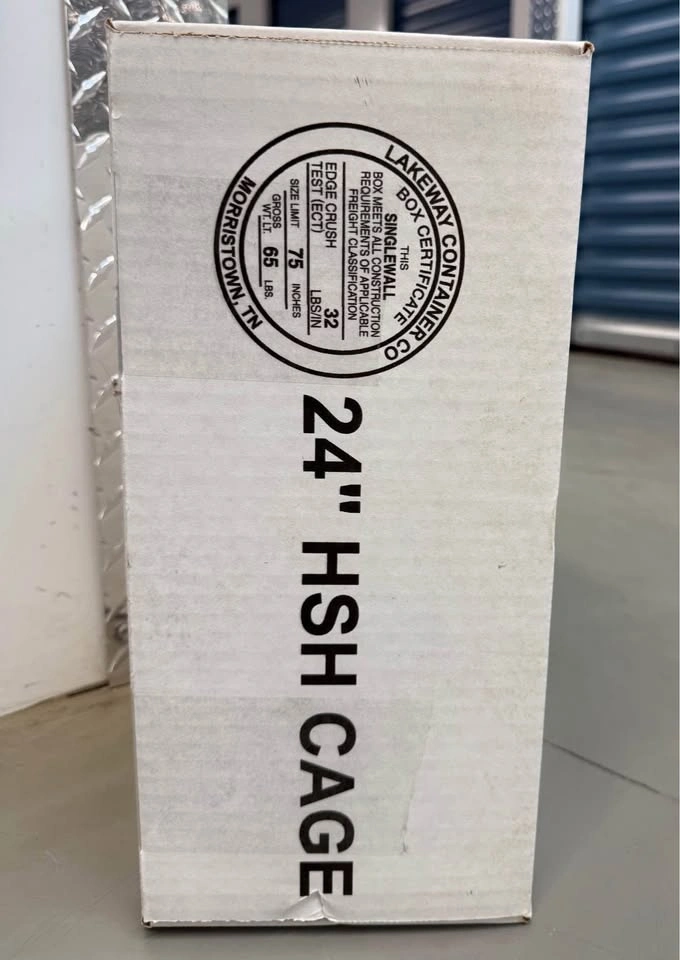 LAKEWAY CONTAINER CO
BOX CERTIFICATE
THIS
SINGLEWALL
BOX MEETS ALL CONSTRUCTION
REQUIREMENTS OF APPLICABLE
FREIGHT CLASSIFICATION
EDGE CRUSH
TEST (ECT) 32 LBS/IN
SIZE LIMIT 75 INCHES
GROSS
WT. LT. 65 LBS.
MORRISTOWN, TN
24" HSH CAGE